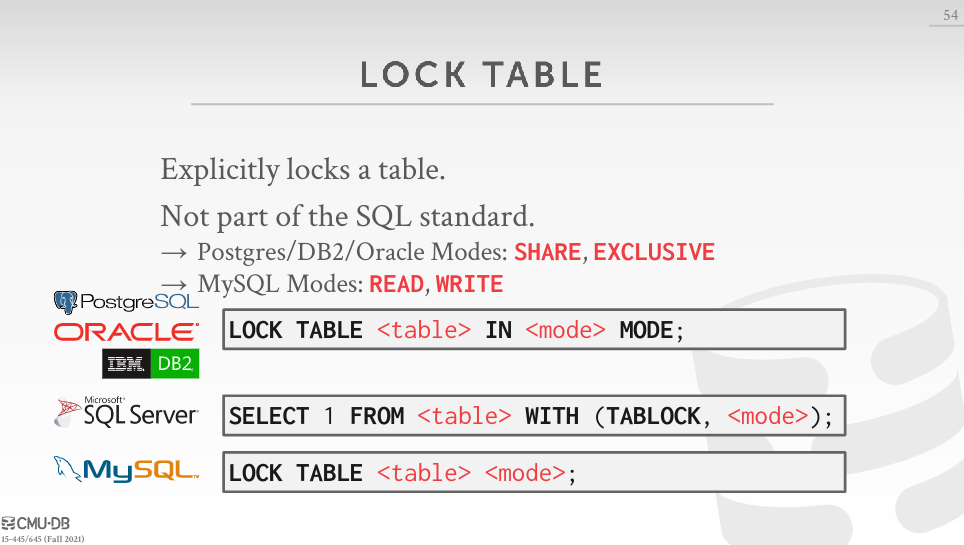 54
LOCK TABLE
Explicitly locks a table.
Not part of the SQL standard.
→ Postgres/DB2/Oracle Modes: SHARE, EXCLUSIVE
→ MySQL Modes: READ, WRITE
PostgreSQL
ORACLE
IBM DB2
LOCK TABLE <table> IN <mode> MODE;
Microsoft
SQL Server
SELECT 1 FROM <table> WITH (TABLOCK, <mode>);
MySQL
LOCK TABLE <table> <mode>;
CMU-DB
15-445/645 (Fall 2021)